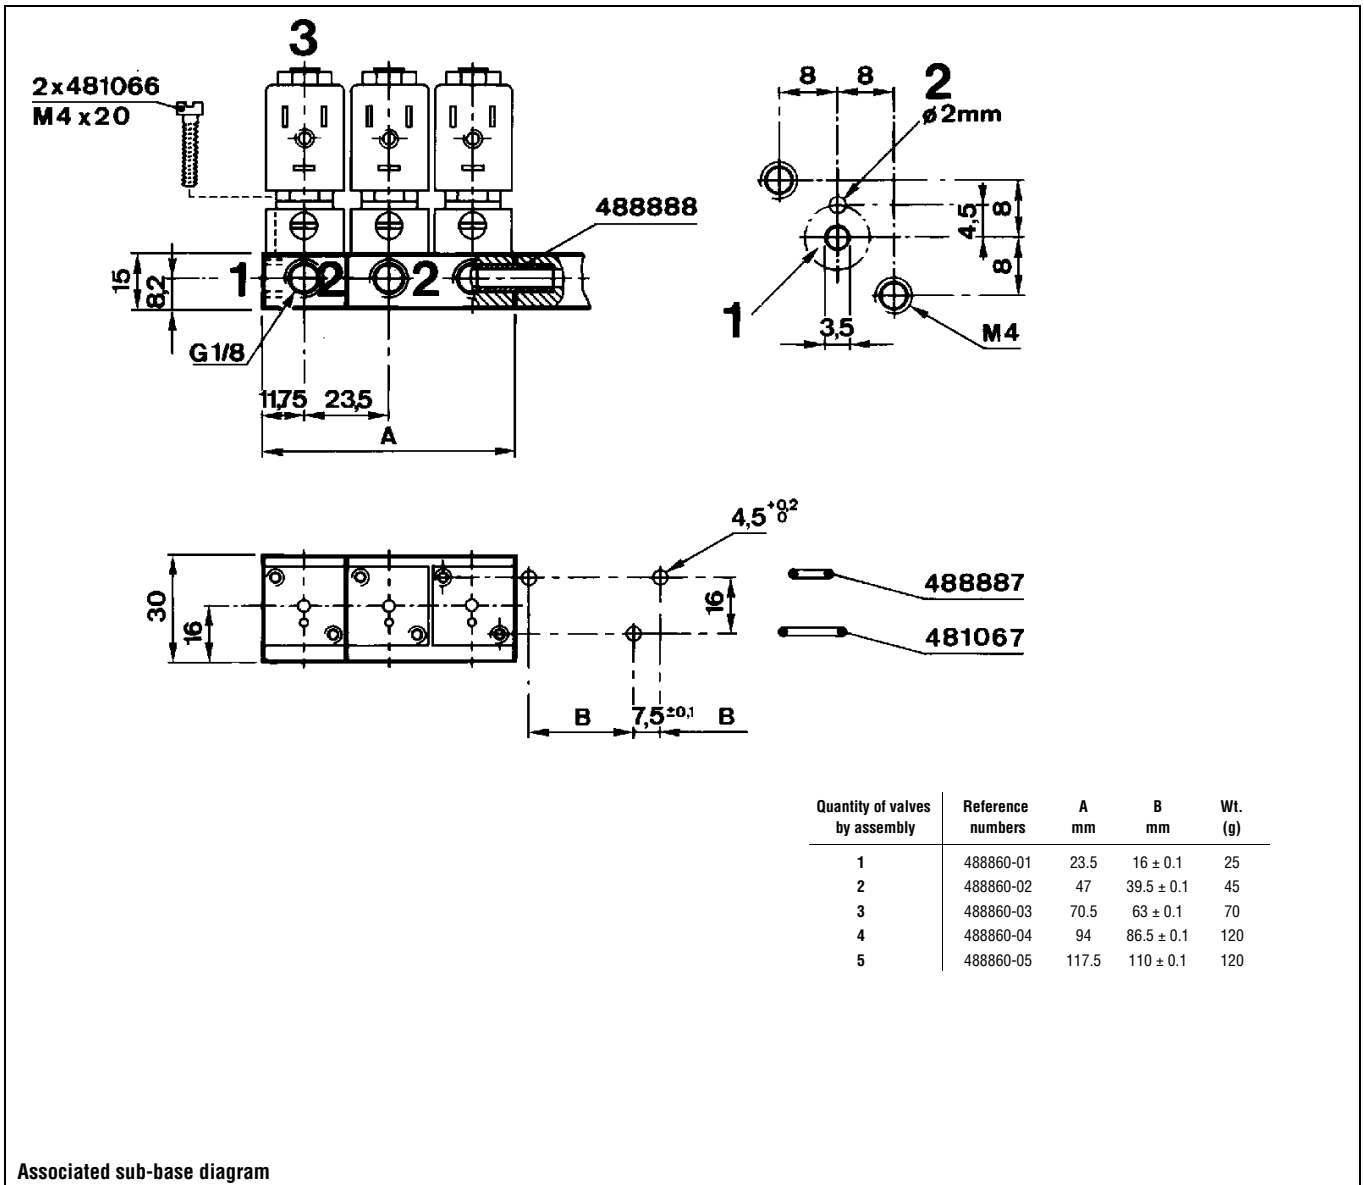 3
2x481066
M4x20
488888
15
8,2
1
2
2
G1/8
11,75
23,5
A
8
8
2
ø2mm
4,5
8
8
1
3,5
M4
4,5 +0,2 0
30
16
16
488887
481067
B
7,5±0,1
B
Quantity of valves by assembly Reference numbers A mm B mm Wt. (g)
1 488860-01 23.5 16 ± 0.1 25
2 488860-02 47 39.5 ± 0.1 45
3 488860-03 70.5 63 ± 0.1 70
4 488860-04 94 86.5 ± 0.1 120
5 488860-05 117.5 110 ± 0.1 120
Associated sub-base diagram